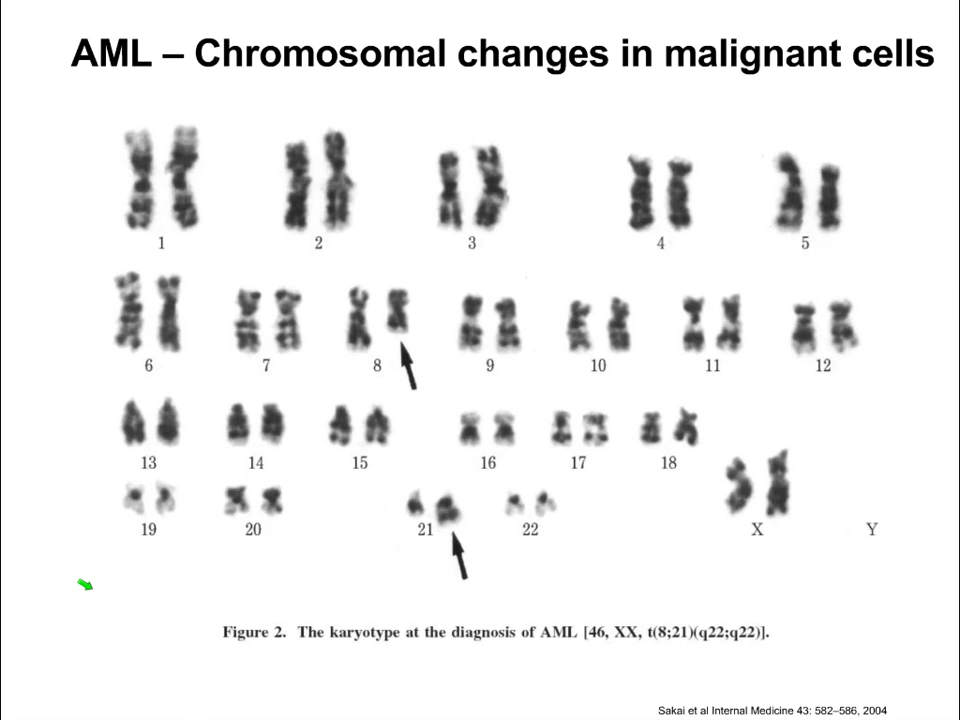 AML – Chromosomal changes in malignant cells
1 2 3 4 5
6 7 8 9 10 11 12
13 14 15 16 17 18
19 20 21 22 X Y
Figure 2. The karyotype at the diagnosis of AML [46, XX, t(8;21)(q22;q22)].
Sakai et al Internal Medicine 43: 582–586, 2004